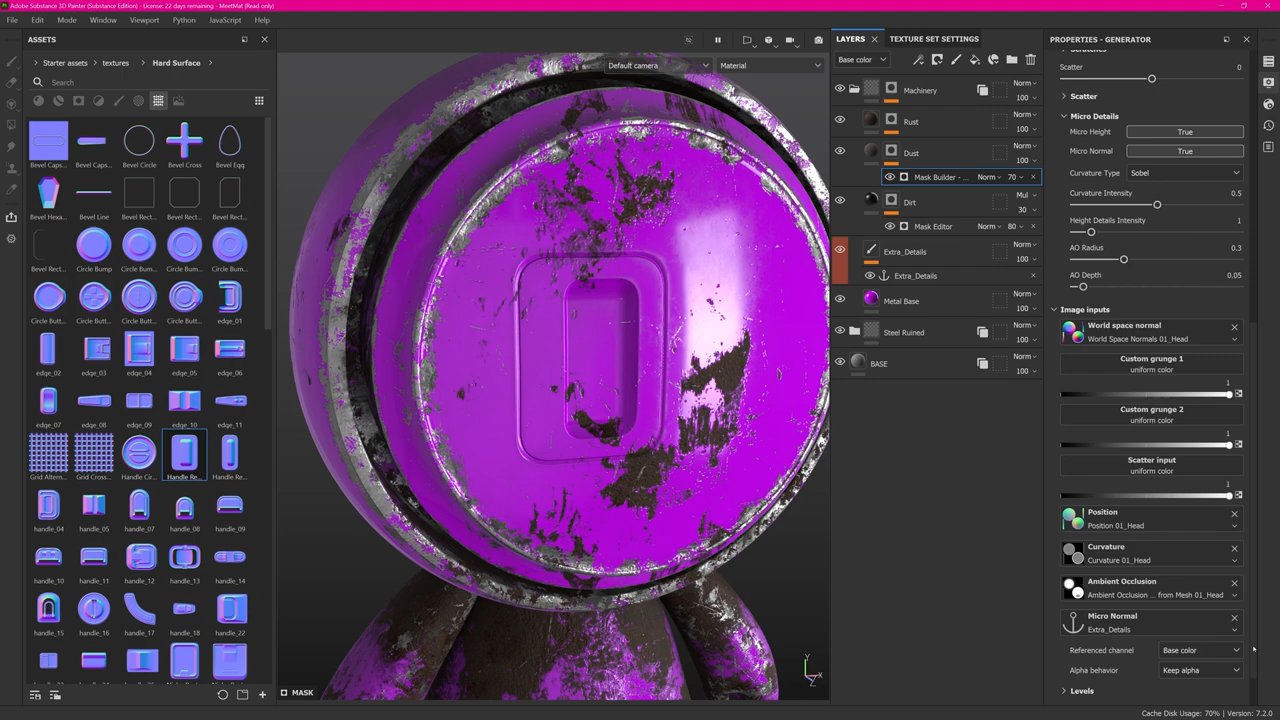 Adobe Substance 3D Painter (Substance Edition) - License: 22 days remaining - MeetMat (Read only)
File Edit Mode Window Viewport Python JavaScript Help
ASSETS
Starter assets textures Hard Surface
Search
Bevel Caps... Bevel Caps... Bevel Circle Bevel Cross Bevel Egg
Bevel Hexa... Bevel Line Bevel Rect... Bevel Rect... Bevel Rect...
Bevel Rect... Circle Bump Circle Bum... Circle Bum... Circle Bum...
Circle Butt... Circle Butt... Circle Butt... Circle Butt... edge_01
edge_02 edge_03 edge_04 edge_05 edge_06
edge_07 edge_08 edge_09 edge_10 edge_11
Grid Altern... Grid Cross... Handle Cir... Handle Re... Handle Re...
handle_04 handle_05 handle_07 handle_08 handle_09
handle_10 handle_11 handle_12 handle_13 handle_14
handle_15 handle_16 handle_17 handle_18 handle_22
Default camera Material
MASK
Y
X
Z
LAYERS TEXTURE SET SETTINGS
Base color
Machinery Norm
100
Rust Norm
100
Dust Norm
100
Mask Builder - ... Norm 70
Dirt Mul
30
Mask Editor Norm 80
Extra_Details Norm
100
Extra_Details
Metal Base Norm
100
Steel Ruined Norm
100
BASE Norm
100
PROPERTIES - GENERATOR
Scratches
Scatter 0
Scatter
Micro Details
Micro Height True
Micro Normal True
Curvature Type Sobel
Curvature Intensity 0.5
Height Details Intensity 1
AO Radius 0.3
AO Depth 0.05
Image inputs
World space normal
World Space Normals 01_Head
Custom grunge 1
uniform color
1
Custom grunge 2
uniform color
1
Scatter input
uniform color
1
Position
Position 01_Head
Curvature
Curvature 01_Head
Ambient Occlusion
Ambient Occlusion ... from Mesh 01_Head
Micro Normal
Extra_Details
Referenced channel Base color
Alpha behavior Keep alpha
Levels
Cache Disk Usage: 70% | Version: 7.2.0